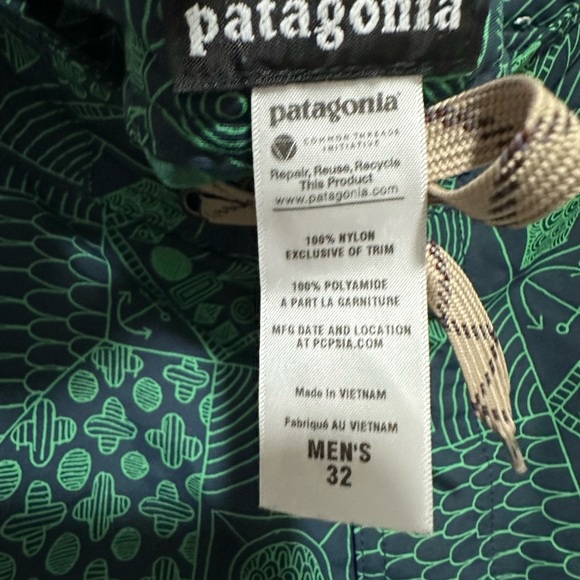 patagonia
patagonia®
COMMON THREADS
INITIATIVE
Repair, Reuse, Recycle
This Product
www.patagonia.com
100% NYLON
EXCLUSIVE OF TRIM
100% POLYAMIDE
A PART LA GARNITURE
MFG DATE AND LOCATION
AT PCPSIA.COM
Made in VIETNAM
Fabriqué AU VIETNAM
MEN'S
32